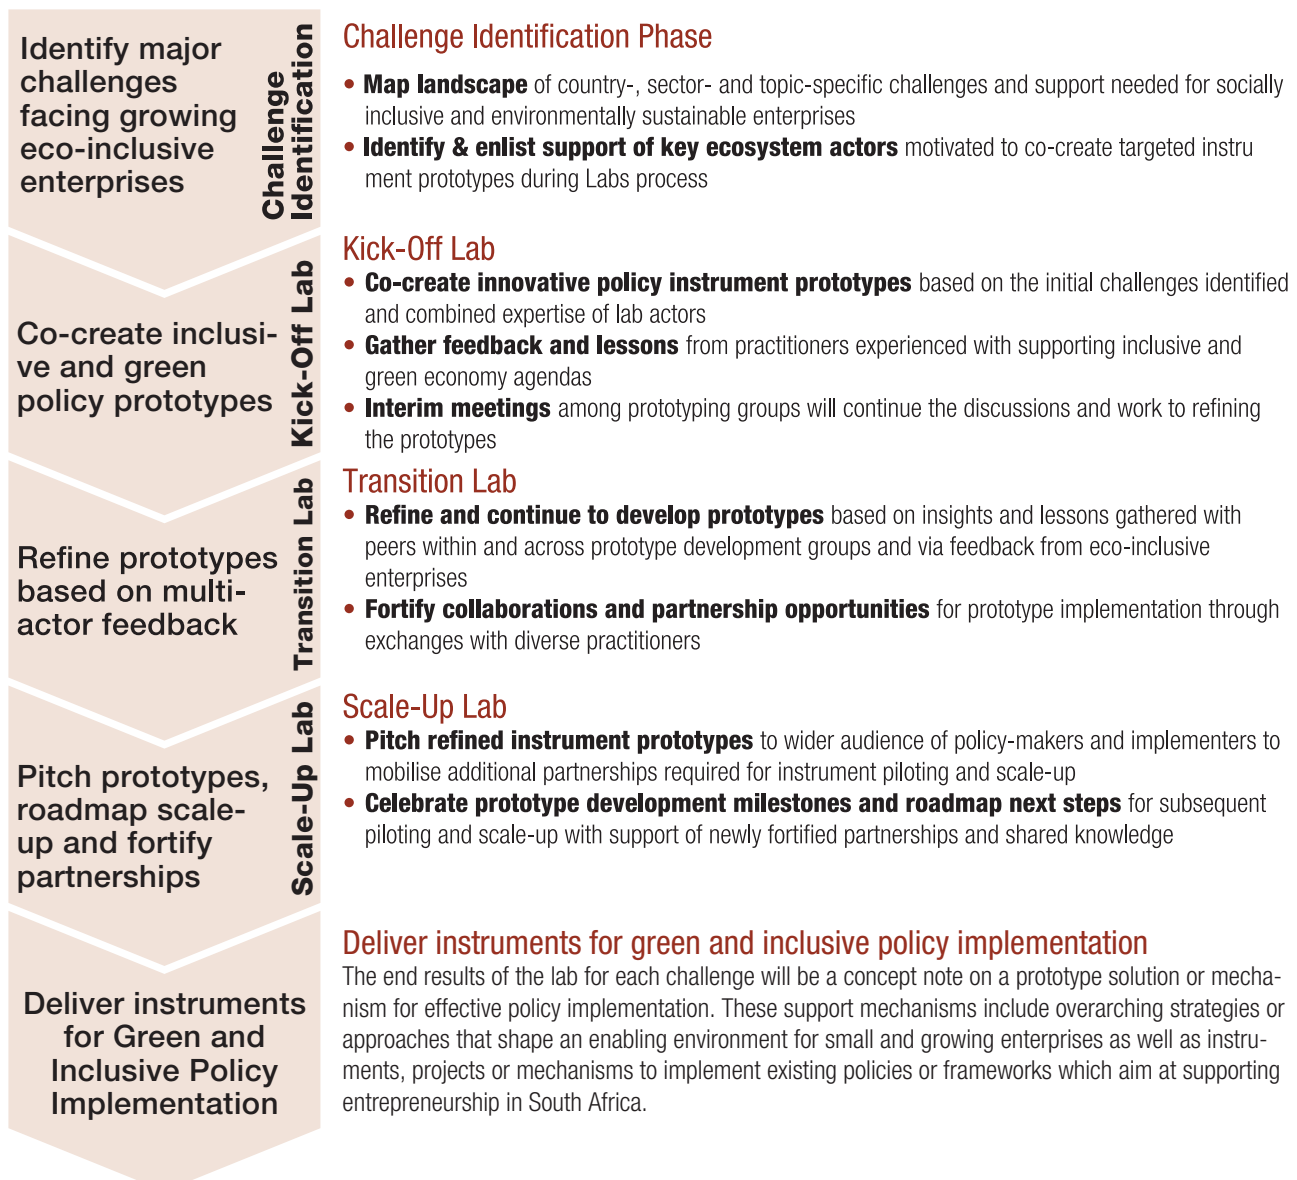 Identify major
challenges
facing growing
eco-inclusive
enterprises
Challenge
Identification
Challenge Identification Phase
• Map landscape of country-, sector- and topic-specific challenges and support needed for socially
inclusive and environmentally sustainable enterprises
• Identify & enlist support of key ecosystem actors motivated to co-create targeted instru
ment prototypes during Labs process
Co-create inclusi-
ve and green
policy prototypes
Kick-Off Lab
Kick-Off Lab
• Co-create innovative policy instrument prototypes based on the initial challenges identified
and combined expertise of lab actors
• Gather feedback and lessons from practitioners experienced with supporting inclusive and
green economy agendas
• Interim meetings among prototyping groups will continue the discussions and work to refining
the prototypes
Refine prototypes
based on multi-
actor feedback
Transition Lab
Transition Lab
• Refine and continue to develop prototypes based on insights and lessons gathered with
peers within and across prototype development groups and via feedback from eco-inclusive
enterprises
• Fortify collaborations and partnership opportunities for prototype implementation through
exchanges with diverse practitioners
Pitch prototypes,
roadmap scale-
up and fortify
partnerships
Scale-Up Lab
Scale-Up Lab
• Pitch refined instrument prototypes to wider audience of policy-makers and implementers to
mobilise additional partnerships required for instrument piloting and scale-up
• Celebrate prototype development milestones and roadmap next steps for subsequent
piloting and scale-up with support of newly fortified partnerships and shared knowledge
Deliver instruments
for Green and
Inclusive Policy
Implementation
Deliver instruments for green and inclusive policy implementation
The end results of the lab for each challenge will be a concept note on a prototype solution or mecha-
nism for effective policy implementation. These support mechanisms include overarching strategies or
approaches that shape an enabling environment for small and growing enterprises as well as instru-
ments, projects or mechanisms to implement existing policies or frameworks which aim at supporting
entrepreneurship in South Africa.